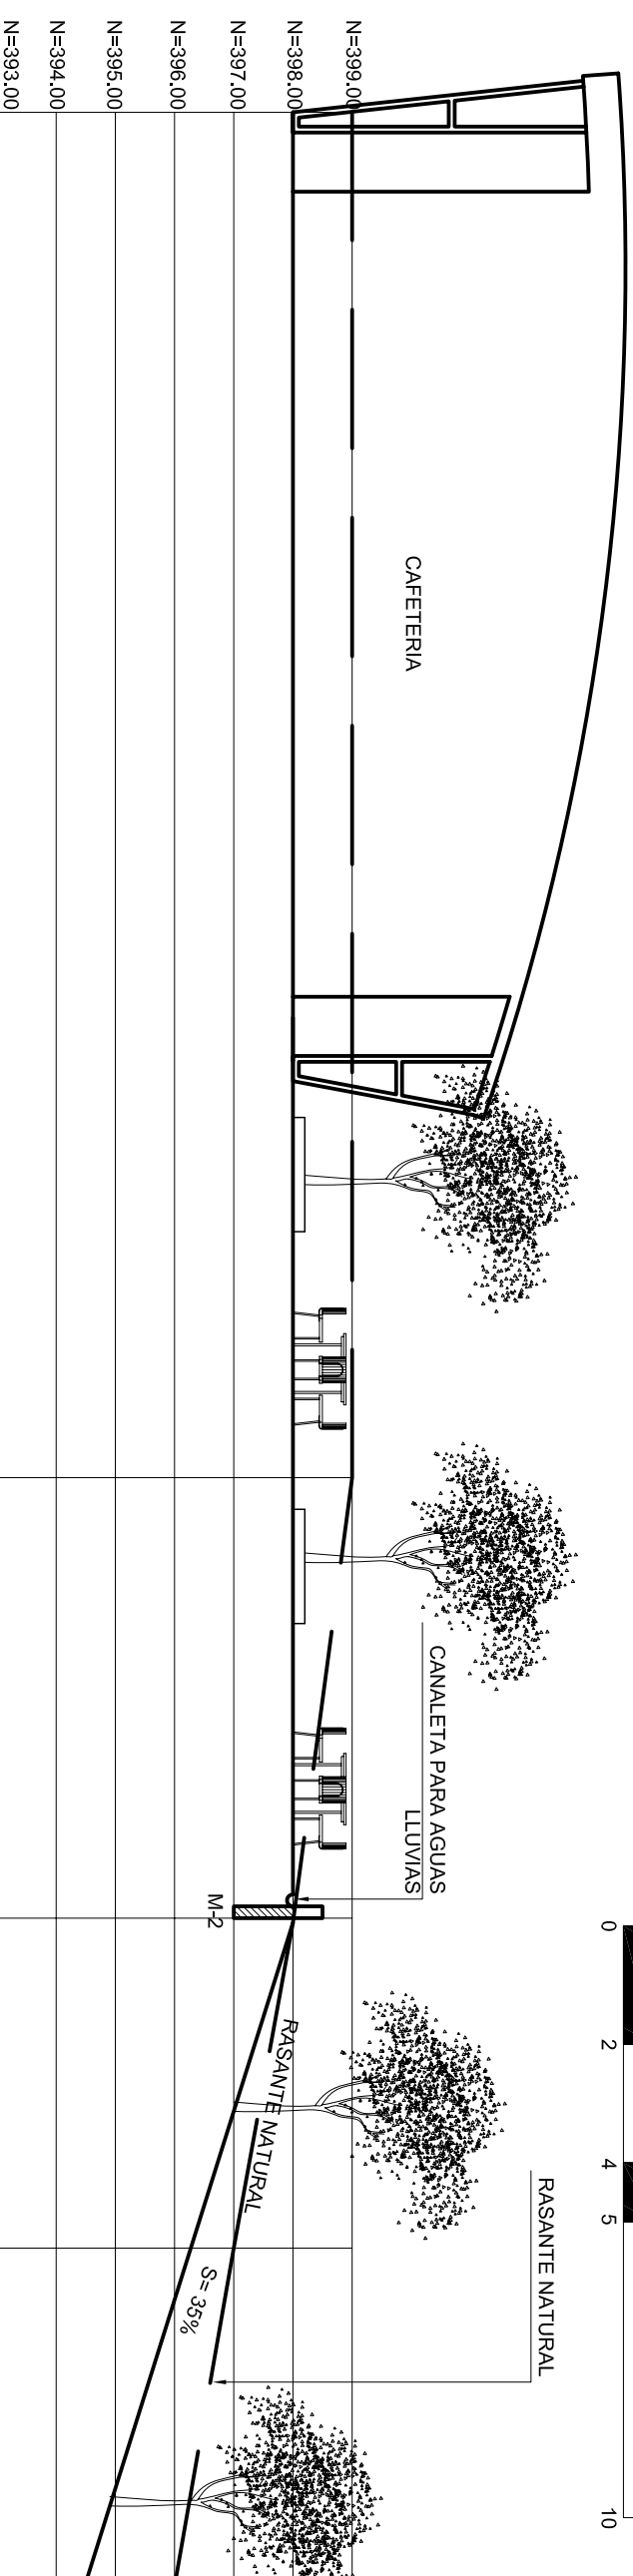 N=399.00
N=398.00
N=397.00
N=396.00
N=395.00
N=394.00
N=393.00
CAFETERIA
CANALETA PARA AGUAS
LLUVIAS
M-2
0
2
4
5
10
RASANTE NATURAL
RASANTE NATURAL
S= 35%